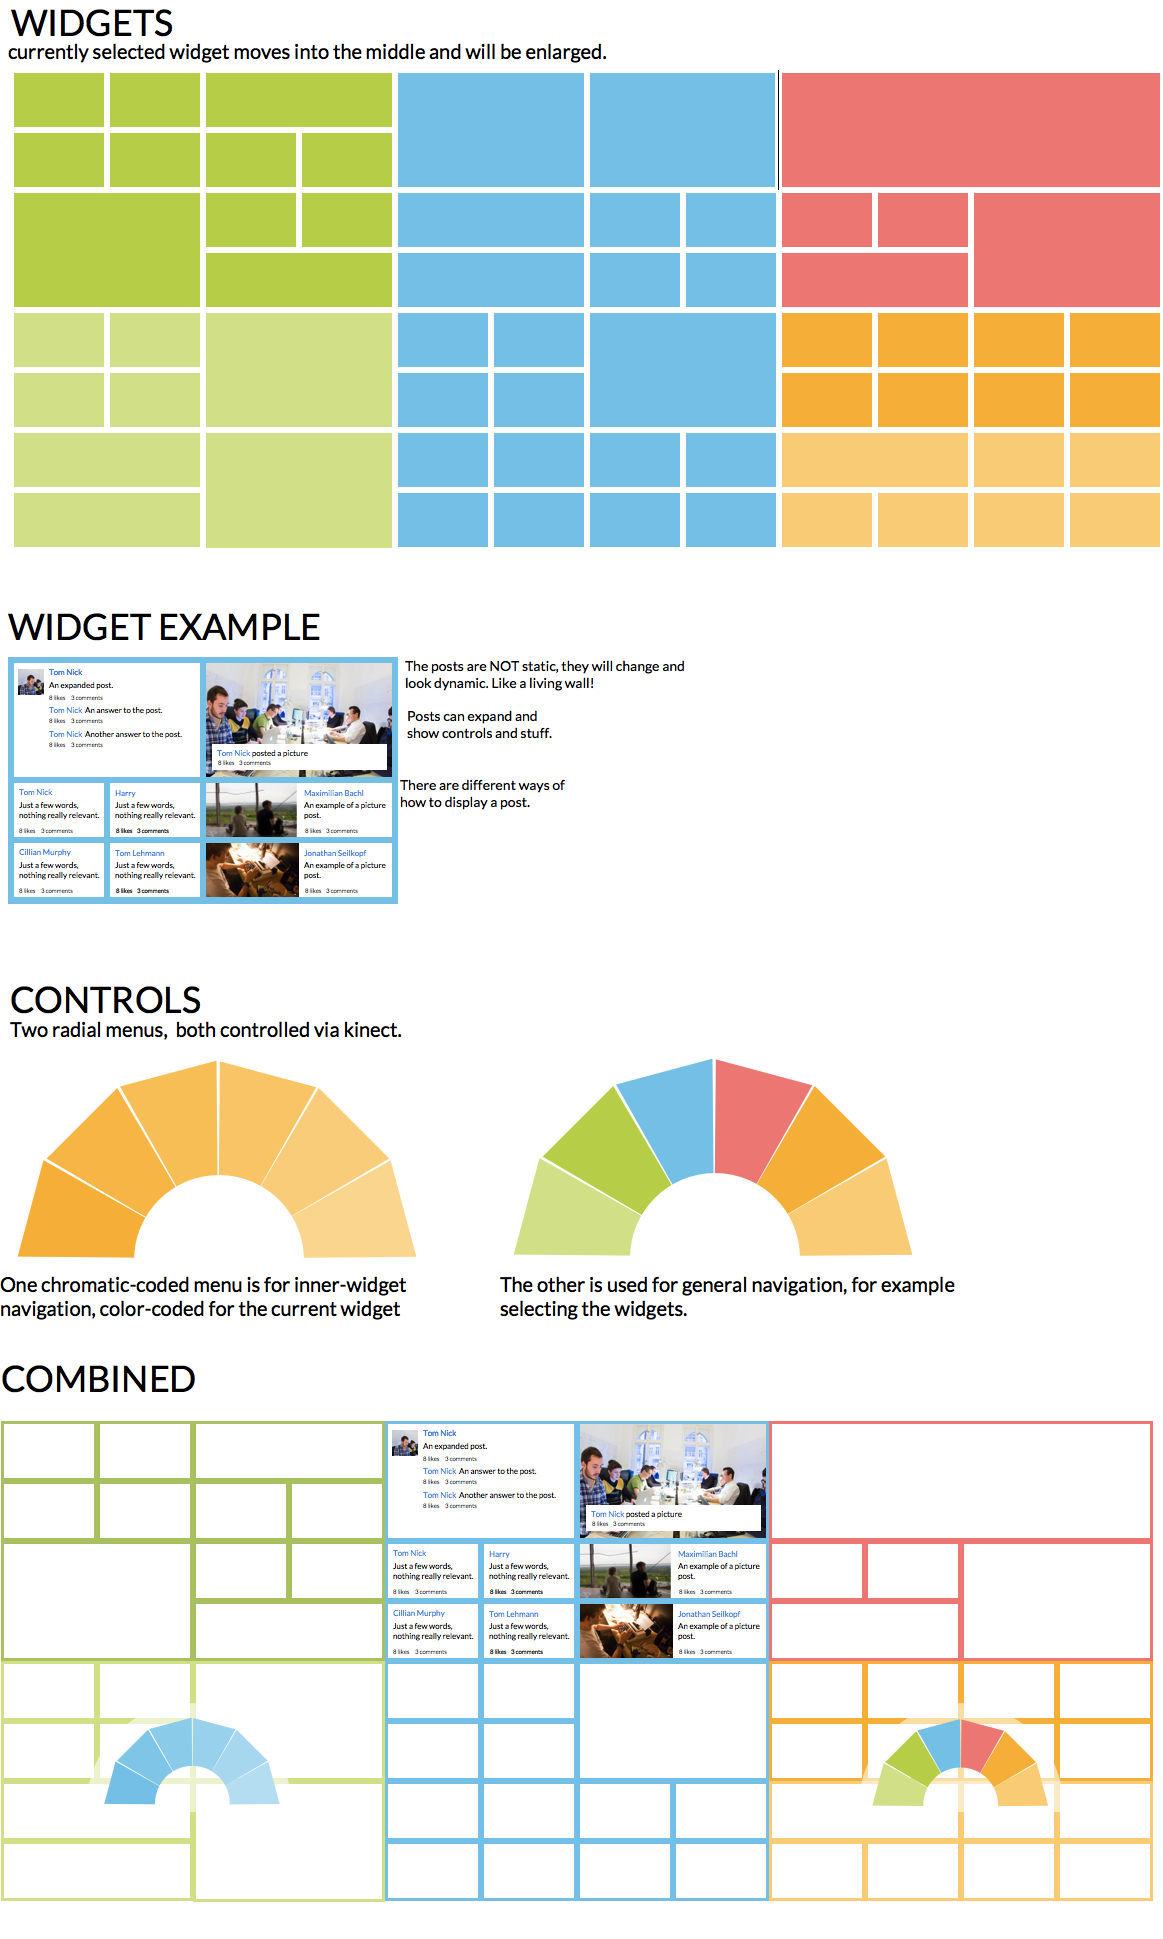 WIDGETS
currently selected widget moves into the middle and will be enlarged.
WIDGET EXAMPLE
Tom Nick
An expanded post.
8 likes 3 comments
Tom Nick An answer to the post.
8 likes 3 comments
Tom Nick Another answer to the post.
8 likes 3 comments
Tom Nick posted a picture
8 likes 3 comments
The posts are NOT static, they will change and
look dynamic. Like a living wall!
Posts can expand and
show controls and stuff.
There are different ways of
how to display a post.
Tom Nick
Just a few words,
nothing really relevant.
8 likes 3 comments
Harry
Just a few words,
nothing really relevant.
8 likes 3 comments
Maximilian Bachl
An example of a picture
post.
8 likes 3 comments
Cillian Murphy
Just a few words,
nothing really relevant.
8 likes 3 comments
Tom Lehmann
Just a few words,
nothing really relevant.
8 likes 3 comments
Jonathan Seilkopf
An example of a picture
post.
8 likes 3 comments
CONTROLS
Two radial menus, both controlled via kinect.
One chromatic-coded menu is for inner-widget
navigation, color-coded for the current widget
The other is used for general navigation, for example
selecting the widgets.
COMBINED
Tom Nick
An expanded post.
8 likes 3 comments
Tom Nick An answer to the post.
8 likes 3 comments
Tom Nick Another answer to the post.
8 likes 3 comments
Tom Nick posted a picture
8 likes 3 comments
Tom Nick
Just a few words,
nothing really relevant.
8 likes 3 comments
Harry
Just a few words,
nothing really relevant.
8 likes 3 comments
Maximilian Bachl
An example of a picture
post.
8 likes 3 comments
Cillian Murphy
Just a few words,
nothing really relevant.
8 likes 3 comments
Tom Lehmann
Just a few words,
nothing really relevant.
8 likes 3 comments
Jonathan Seilkopf
An example of a picture
post.
8 likes 3 comments